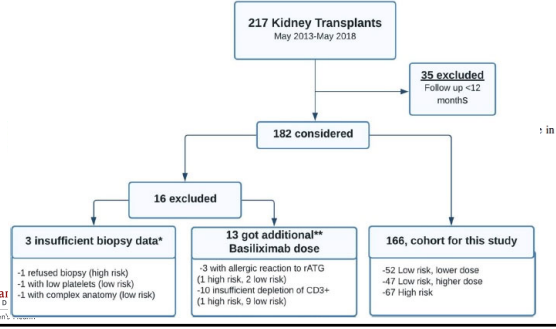 217 Kidney Transplants
May 2013-May 2018
35 excluded
Follow up <12
months
182 considered
e in
16 excluded
3 insufficient biopsy data*
-1 refused biopsy (high risk)
-1 with low platelets (low risk)
-1 with complex anatomy (low risk)
13 got additional**
Basiliximab dose
-3 with allergic reaction to rATG
(1 high risk, 2 low risk)
-10 insufficient depletion of CD3+
(1 high risk, 9 low risk)
166, cohort for this study
-52 Low risk, lower dose
-47 Low risk, higher dose
-67 High risk